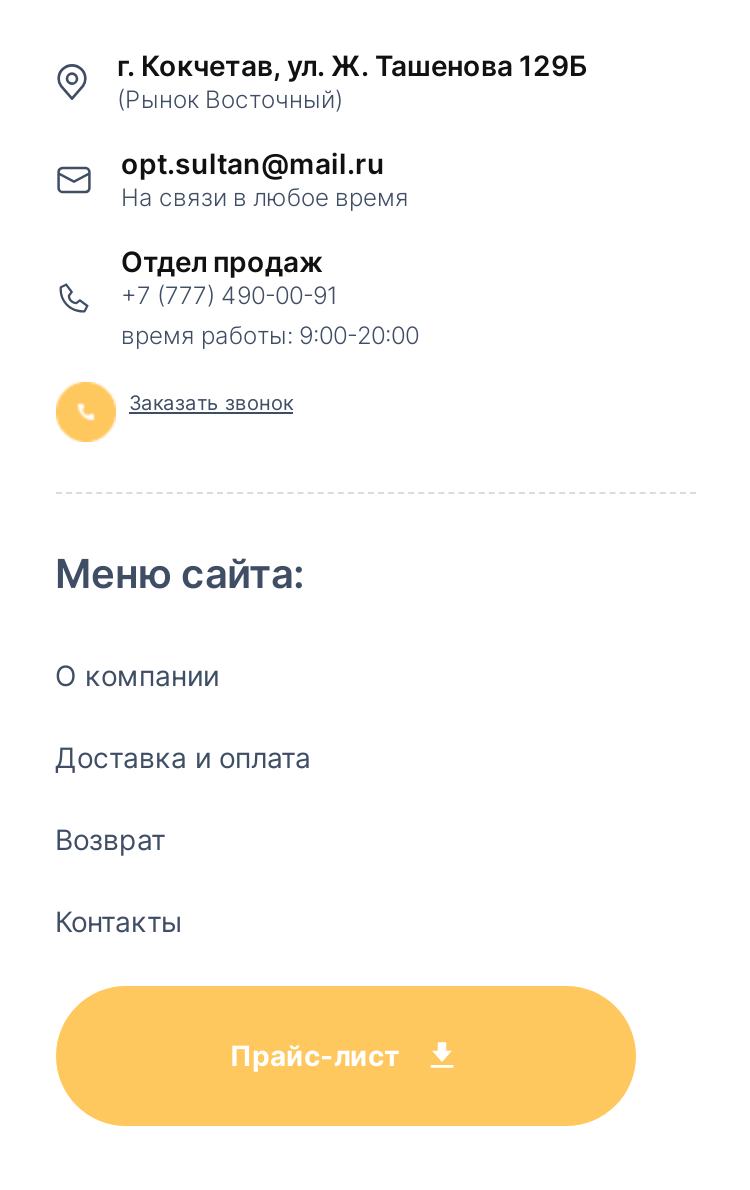 г. Кокчетав, ул. Ж. Ташенова 129Б
(Рынок Восточный)
opt.sultan@mail.ru
На связи в любое время
Отдел продаж
+7 (777) 490-00-91
время работы: 9:00-20:00
Заказать звонок
Меню сайта:
О компании
Доставка и оплата
Возврат
Контакты
Прайс-лист